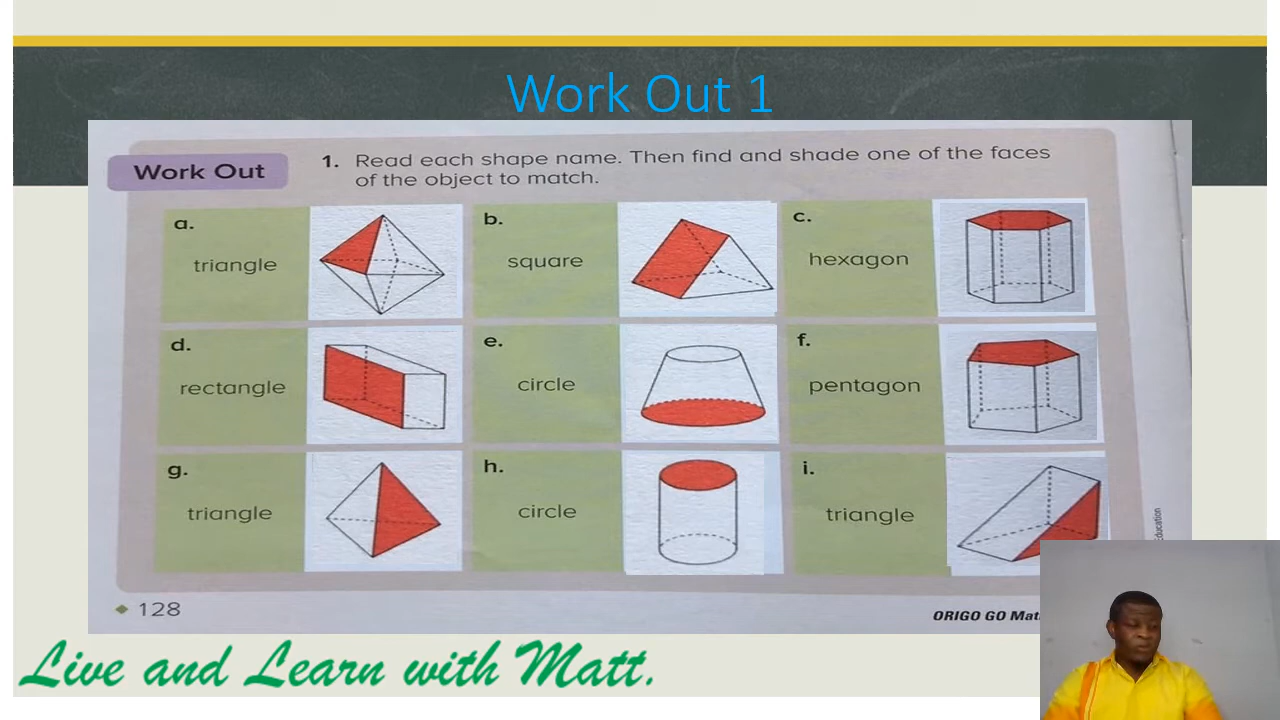 Work Out 1
Work Out
1. Read each shape name. Then find and shade one of the faces
of the object to match.
a.
triangle
b.
square
c.
hexagon
d.
rectangle
e.
circle
f.
pentagon
g.
triangle
h.
circle
i.
triangle
128
ORIGO GO
Education
Live and Learn with Matt.